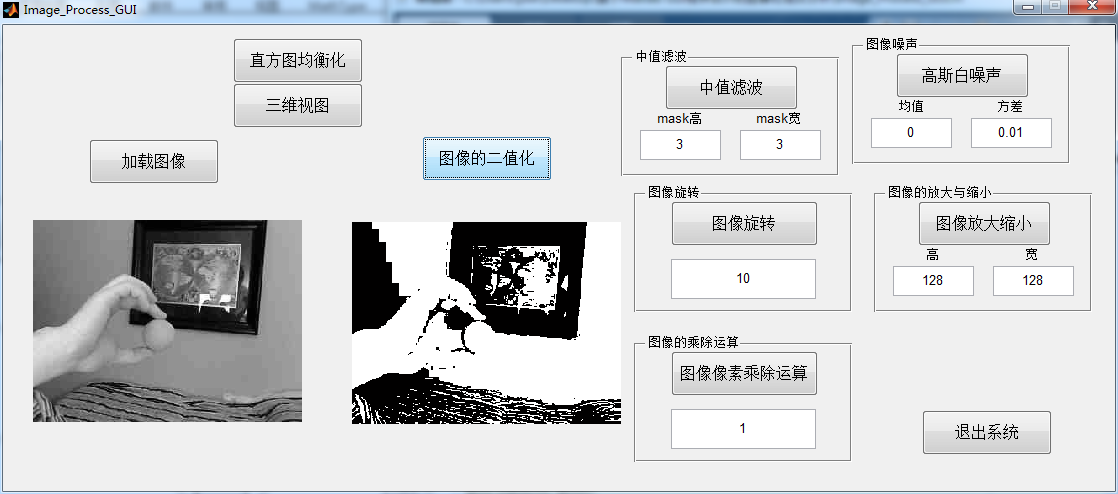 Image_Process_GUI
直方图均衡化
三维视图
加载图像
图像的二值化
中值滤波
中值滤波
mask高 mask宽
3 3
图像噪声
高斯白噪声
均值 方差
0 0.01
图像旋转
图像旋转
10
图像的放大与缩小
图像放大缩小
高 宽
128 128
图像的乘除运算
图像像素乘除运算
1
退出系统